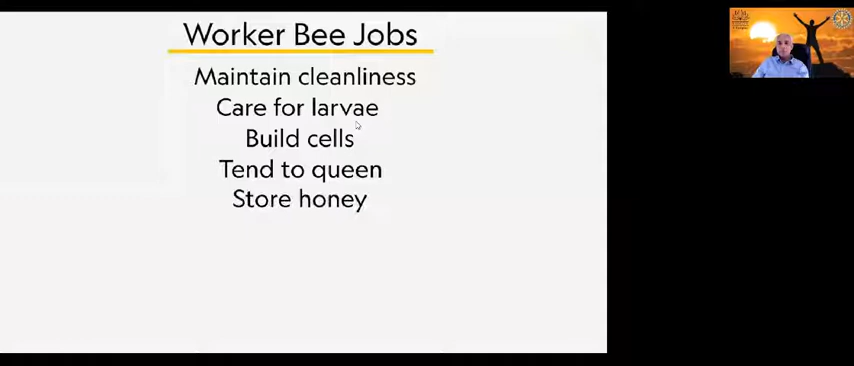 Worker Bee Jobs
Maintain cleanliness
Care for larvae
Build cells
Tend to queen
Store honey